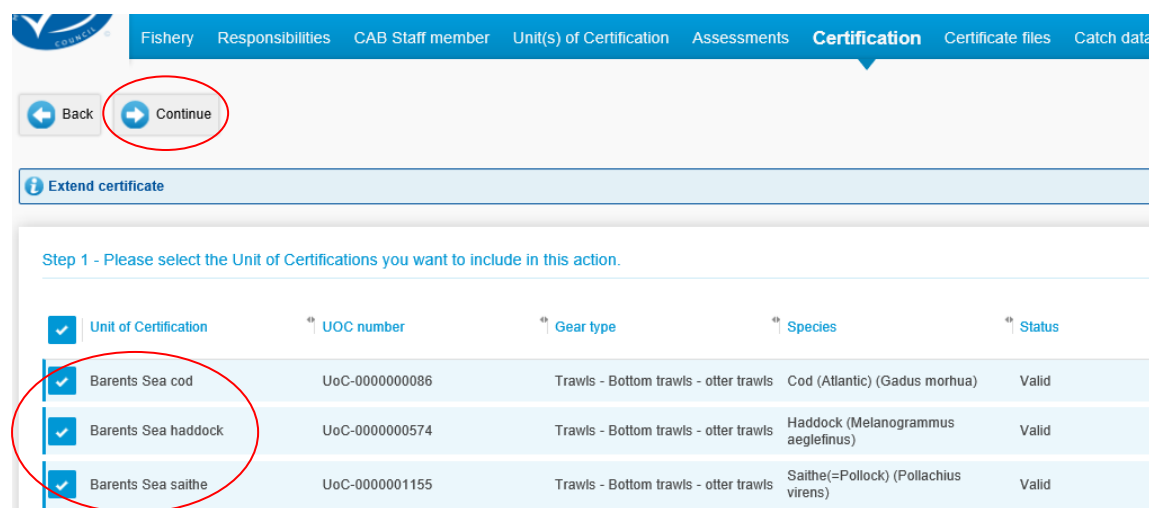 COUNCIL
Fishery Responsibilities CAB Staff member Unit(s) of Certification Assessments Certification Certificate files Catch data
Back Continue
Extend certificate
Step 1 - Please select the Unit of Certifications you want to include in this action.
Unit of Certification UOC number Gear type Species Status
Barents Sea cod UoC-0000000086 Trawls - Bottom trawls - otter trawls Cod (Atlantic) (Gadus morhua) Valid
Barents Sea haddock UoC-0000000574 Trawls - Bottom trawls - otter trawls Haddock (Melanogrammus aeglefinus) Valid
Barents Sea saithe UoC-0000001155 Trawls - Bottom trawls - otter trawls Saithe(=Pollock) (Pollachius virens) Valid